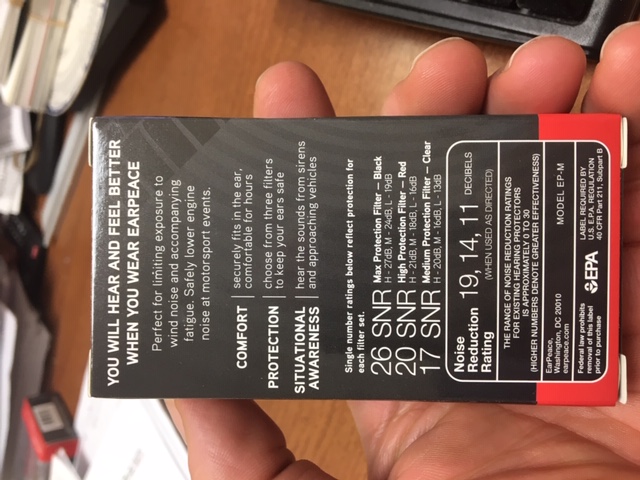 YOU WILL HEAR AND FEEL BETTER
WHEN YOU WEAR EARPEACE
Perfect for limiting exposure to
wind noise and accompanying
fatigue. Safely lower engine
noise at motorsport events.
COMFORT
securely fits in the ear,
comfortable for hours
PROTECTION
choose from three filters
to keep your ears safe
SITUATIONAL
AWARENESS
hear the sounds from sirens
and approaching vehicles
Single number ratings below reflect protection for
each filter set.
26 SNR
Max Protection Filter – Black
H - 27dB, M - 24dB, L - 19dB
20 SNR
High Protection Filter – Red
H - 21dB, M - 18dB, L - 16dB
17 SNR
Medium Protection Filter – Clear
H - 20dB, M - 16dB, L - 13dB
Noise
Reduction
Rating
19, 14, 11 DECIBELS
(WHEN USED AS DIRECTED)
THE RANGE OF NOISE REDUCTION RATINGS
FOR EXISTING HEARING PROTECTORS
IS APPROXIMATELY 0 TO 30
(HIGHER NUMBERS DENOTE GREATER EFFECTIVENESS)
EarPeace,
Washington, DC 20010
earpeace.com
MODEL EP-M
Federal law prohibits
removal of this label
prior to purchase
EPA
LABEL REQUIRED BY
U.S. E.P.A. REGULATION
40 CFR Part 211, Subpart B